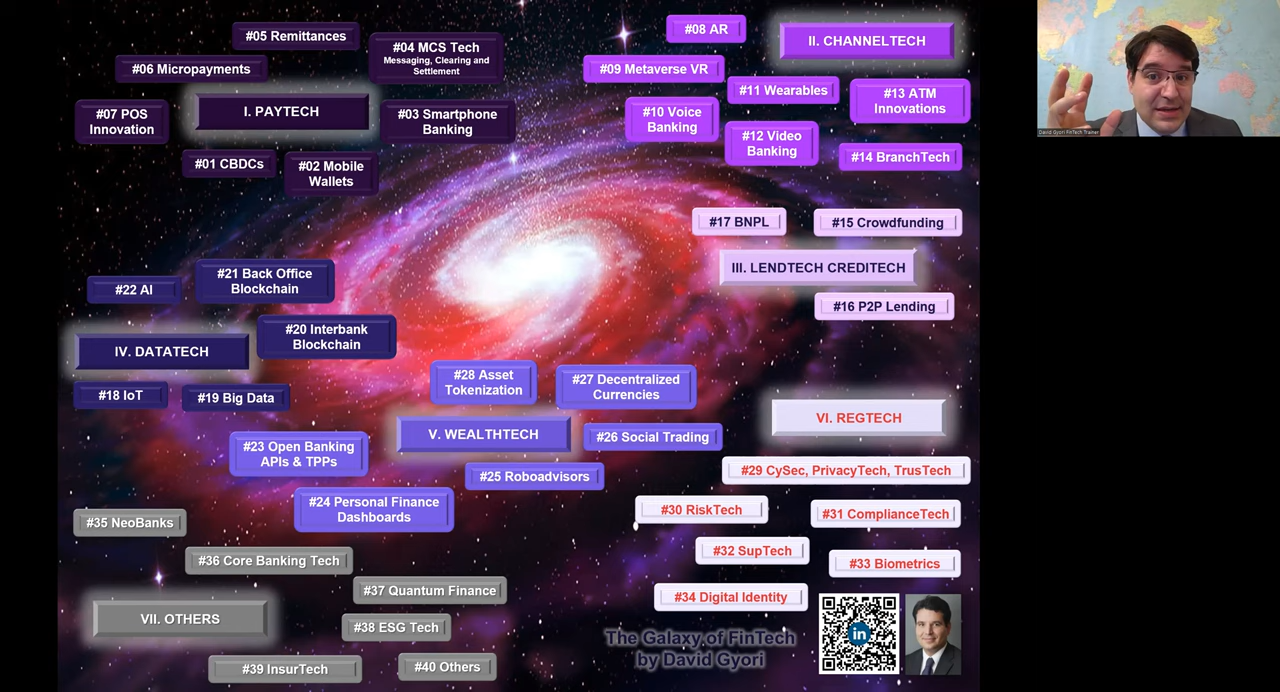 #05 Remittances
#04 MCS Tech
Messaging, Clearing and
Settlement
#06 Micropayments
I. PAYTECH
#07 POS
Innovation
#03 Smartphone
Banking
#01 CBDCs
#02 Mobile
Wallets
#08 AR
II. CHANNELTECH
#09 Metaverse VR
#11 Wearables
#13 ATM
Innovations
#10 Voice
Banking
#12 Video
Banking
#14 BranchTech
#17 BNPL
#15 Crowdfunding
III. LENDTECH CREDITECH
#16 P2P Lending
#21 Back Office
Blockchain
#22 AI
#20 Interbank
Blockchain
IV. DATATECH
#18 IoT
#19 Big Data
#28 Asset
Tokenization
#27 Decentralized
Currencies
V. WEALTHTECH
#26 Social Trading
#23 Open Banking
APIs & TPPs
#25 Roboadvisors
#24 Personal Finance
Dashboards
VI. REGTECH
#29 CySec, PrivacyTech, TrusTech
#30 RiskTech
#31 ComplianceTech
#32 SupTech
#33 Biometrics
#34 Digital Identity
#35 NeoBanks
#36 Core Banking Tech
#37 Quantum Finance
VII. OTHERS
#38 ESG Tech
#39 InsurTech
#40 Others
The Galaxy of FinTech
by David Gyori
in
David Gyori FinTech Trainer